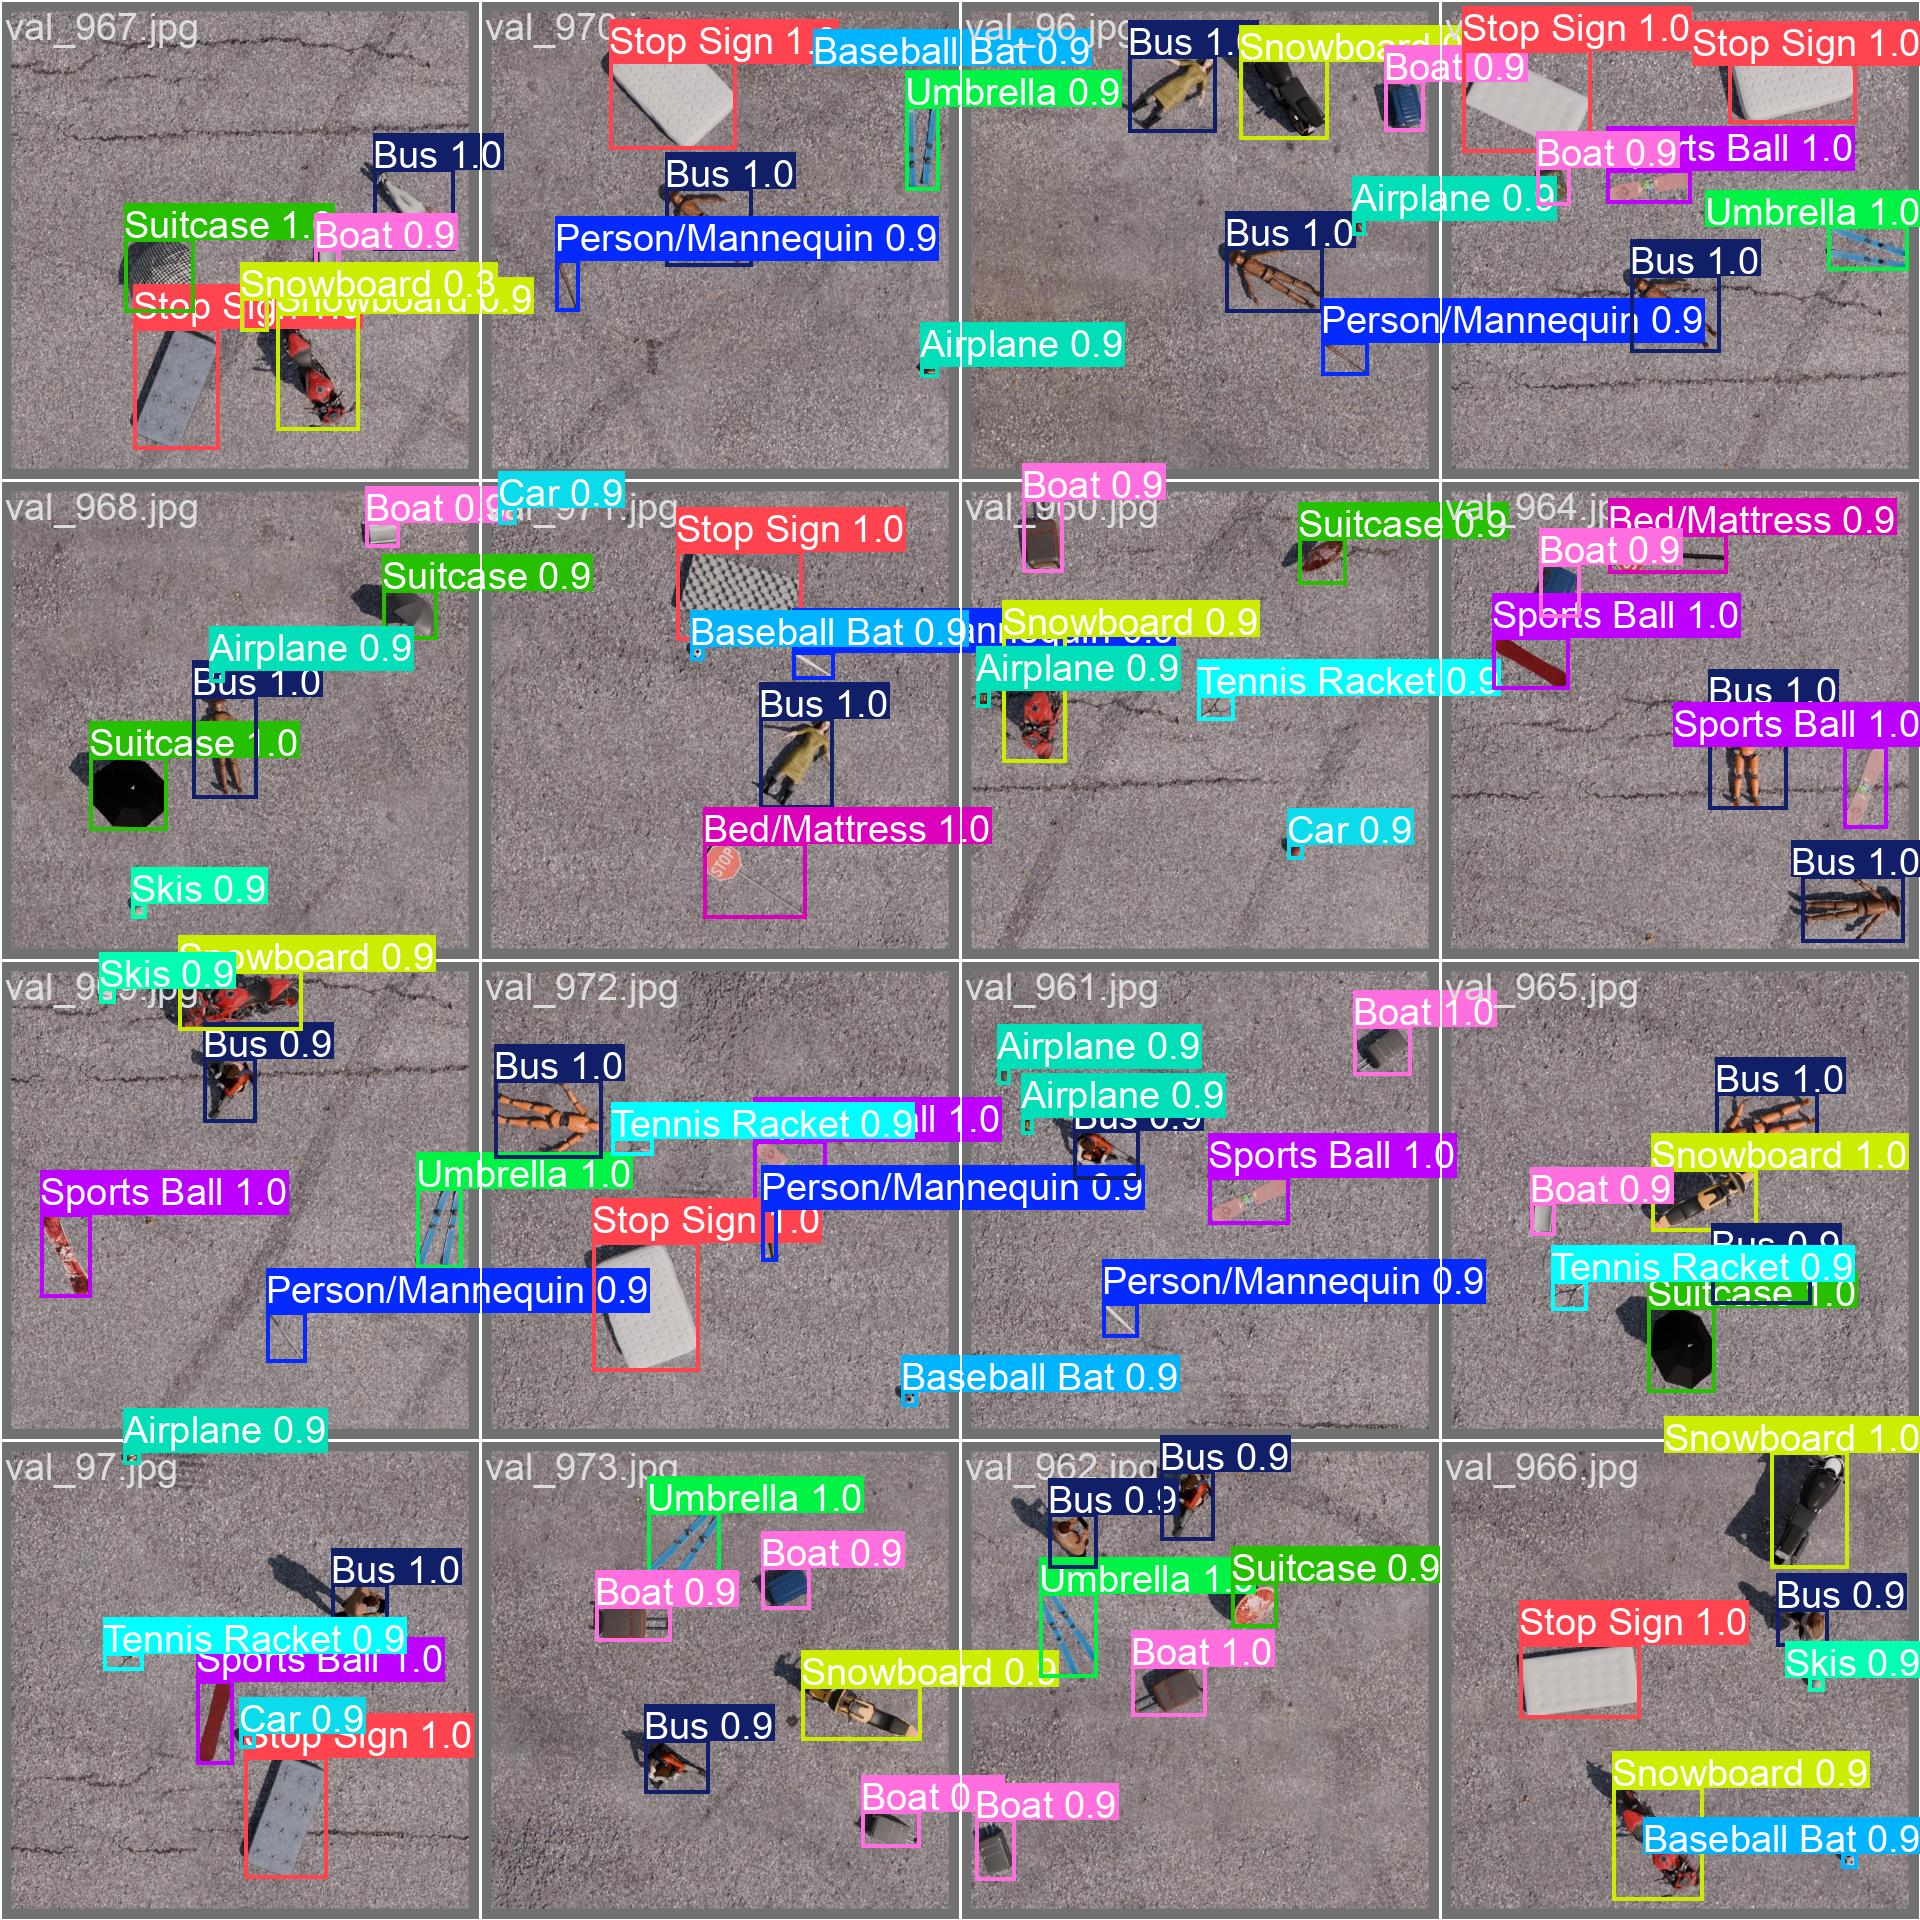 val_967.jpg
Bus 1.0
Suitcase 1.
Boat 0.9
Snowboard 0.3
Snowboard 0.9
Stop Sign
val_970
Stop Sign 1.
Baseball Bat 0.9
Umbrella 0.9
Bus 1.0
Person/Mannequin 0.9
Airplane 0.9
val_96.jpg
Bus 1.
Snowboard
Boat 0.9
Airplane 0.9
Bus 1.0
Person/Mannequin 0.9
Stop Sign 1.0
Stop Sign 1.0
Boat 0.9
rts Ball 1.0
Umbrella 1.0
Bus 1.0
val_968.jpg
Boat 0.9
Suitcase 0.9
Airplane 0.9
Bus 1.0
Suitcase 1.0
Skis 0.9
Car 0.9
Stop Sign 1.0
Baseball Bat 0.9
Bus 1.0
Bed/Mattress 1.0
STOP
val_960.jpg
Boat 0.9
Suitcase 0.9
Snowboard 0.9
Airplane 0.9
Tennis Racket 0.9
Car 0.9
val_964.jpg
Bed/Mattress 0.9
Boat 0.9
Sports Ball 1.0
Bus 1.0
Sports Ball 1.0
Bus 1.0
Snowboard 0.9
Skis 0.9
Bus 0.9
Sports Ball 1.0
Umbrella 1.0
Person/Mannequin 0.9
val_972.jpg
Bus 1.0
Tennis Racket 0.9
all 1.0
Person/Mannequin 0.9
Stop Sign 1.0
Baseball Bat 0.9
val_961.jpg
Boat 1.0
Airplane 0.9
Airplane 0.9
Bus 0.9
Sports Ball 1.0
Person/Mannequin 0.9
val_965.jpg
Bus 1.0
Snowboard 1.0
Boat 0.9
Bus 0.9
Tennis Racket 0.9
Suitcase 1.0
Airplane 0.9
val_97.jpg
Bus 1.0
Tennis Racket 0.9
Sports Ball 1.0
Car 0.9
Stop Sign 1.0
val_973.jpg
Umbrella 1.0
Boat 0.9
Boat 0.9
Snowboard 0.9
Bus 0.9
Boat 0.
val_962.jpg
Bus 0.9
Bus 0.9
Umbrella 1.
Suitcase 0.9
Boat 1.0
Boat 0.9
val_966.jpg
Snowboard 1.0
Bus 0.9
Stop Sign 1.0
Skis 0.9
Snowboard 0.9
Baseball Bat 0.9